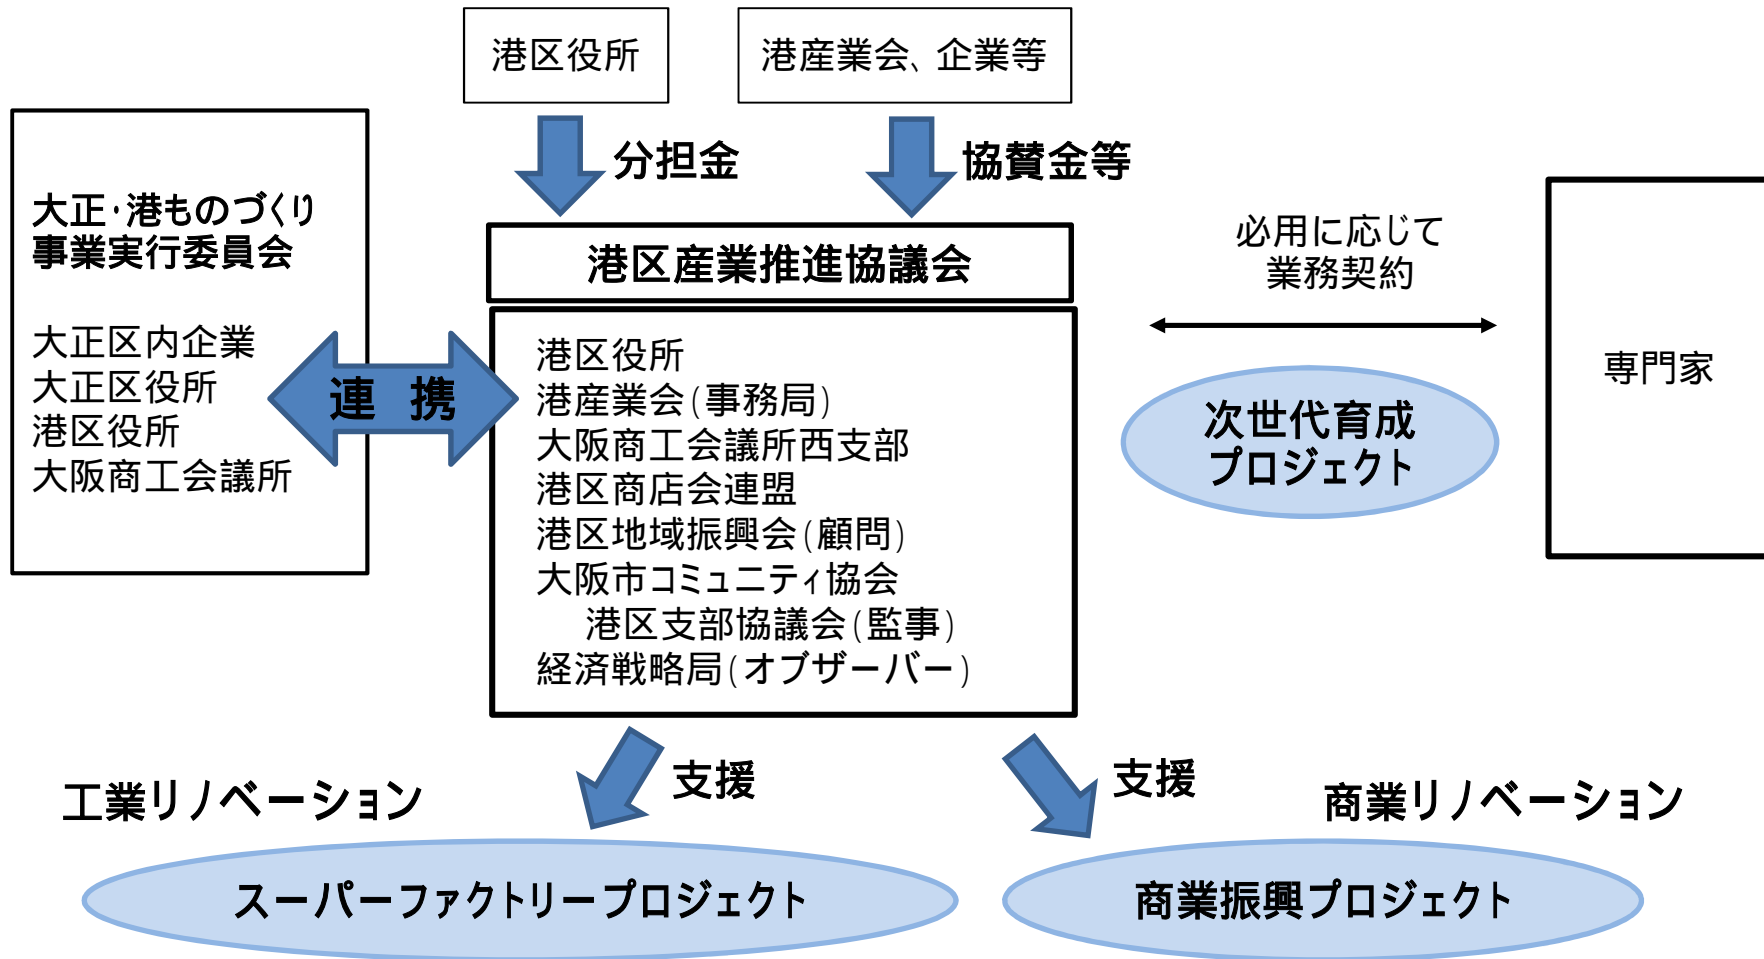 港区役所
港産業会、企業等
分担金
協賛金等
大正・港ものづくり
事業実行委員会
大正区内企業
大正区役所
港区役所
大阪商工会議所
連 携
港区産業推進協議会
港区役所
港産業会(事務局)
大阪商工会議所西支部
港区商店会連盟
港区地域振興会(顧問)
大阪市コミュニティ協会
港区支部協議会(監事)
経済戦略局(オブザーバー)
必用に応じて
業務契約
次世代育成
プロジェクト
専門家
支援
支援
工業リノベーション
商業リノベーション
スーパーファクトリープロジェクト
商業振興プロジェクト